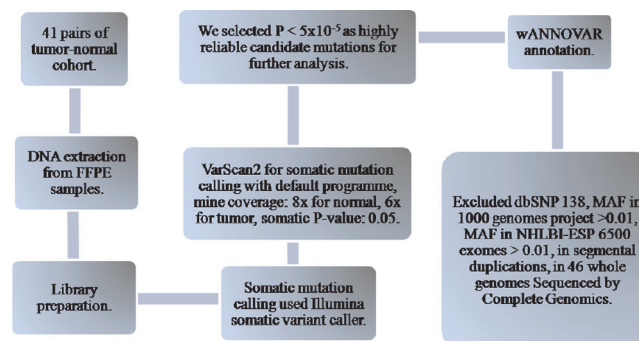 41 pairs of
tumor-normal
cohort.
DNA extraction
from FFPE
samples.
Library
preparation.
Somatic mutation
calling used Illumina
somatic variant caller.
VarScan2 for somatic mutation
calling with default programme,
mine coverage: 8x for normal, 6x
for tumor, somatic P-value: 0.05.
We selected P < 5x10⁻⁵ as highly
reliable candidate mutations for
further analysis.
wANNOVAR
annotation.
Excluded dbSNP 138, MAF in
1000 genomes project >0.01,
MAF in NHLBI-ESP 6500
exomes > 0.01, in segmental
duplications, in 46 whole
genomes Sequenced by
Complete Genomics.